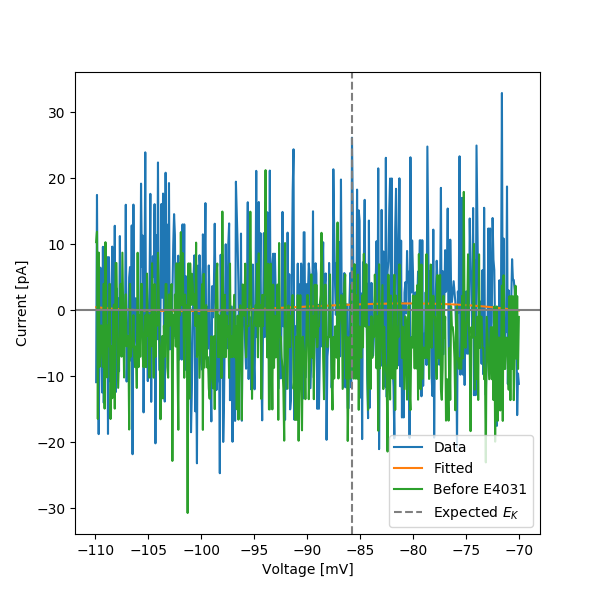 30
20
10
0
−10
−20
−30
Current [pA]
Data
Fitted
Before E4031
Expected E_K
−110
−105
−100
−95
−90
−85
−80
−75
−70
Voltage [mV]